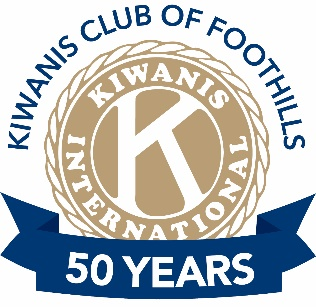 KIWANIS CLUB OF FOOTHILLS
KIWANIS
K
INTERNATIONAL
50 YEARS